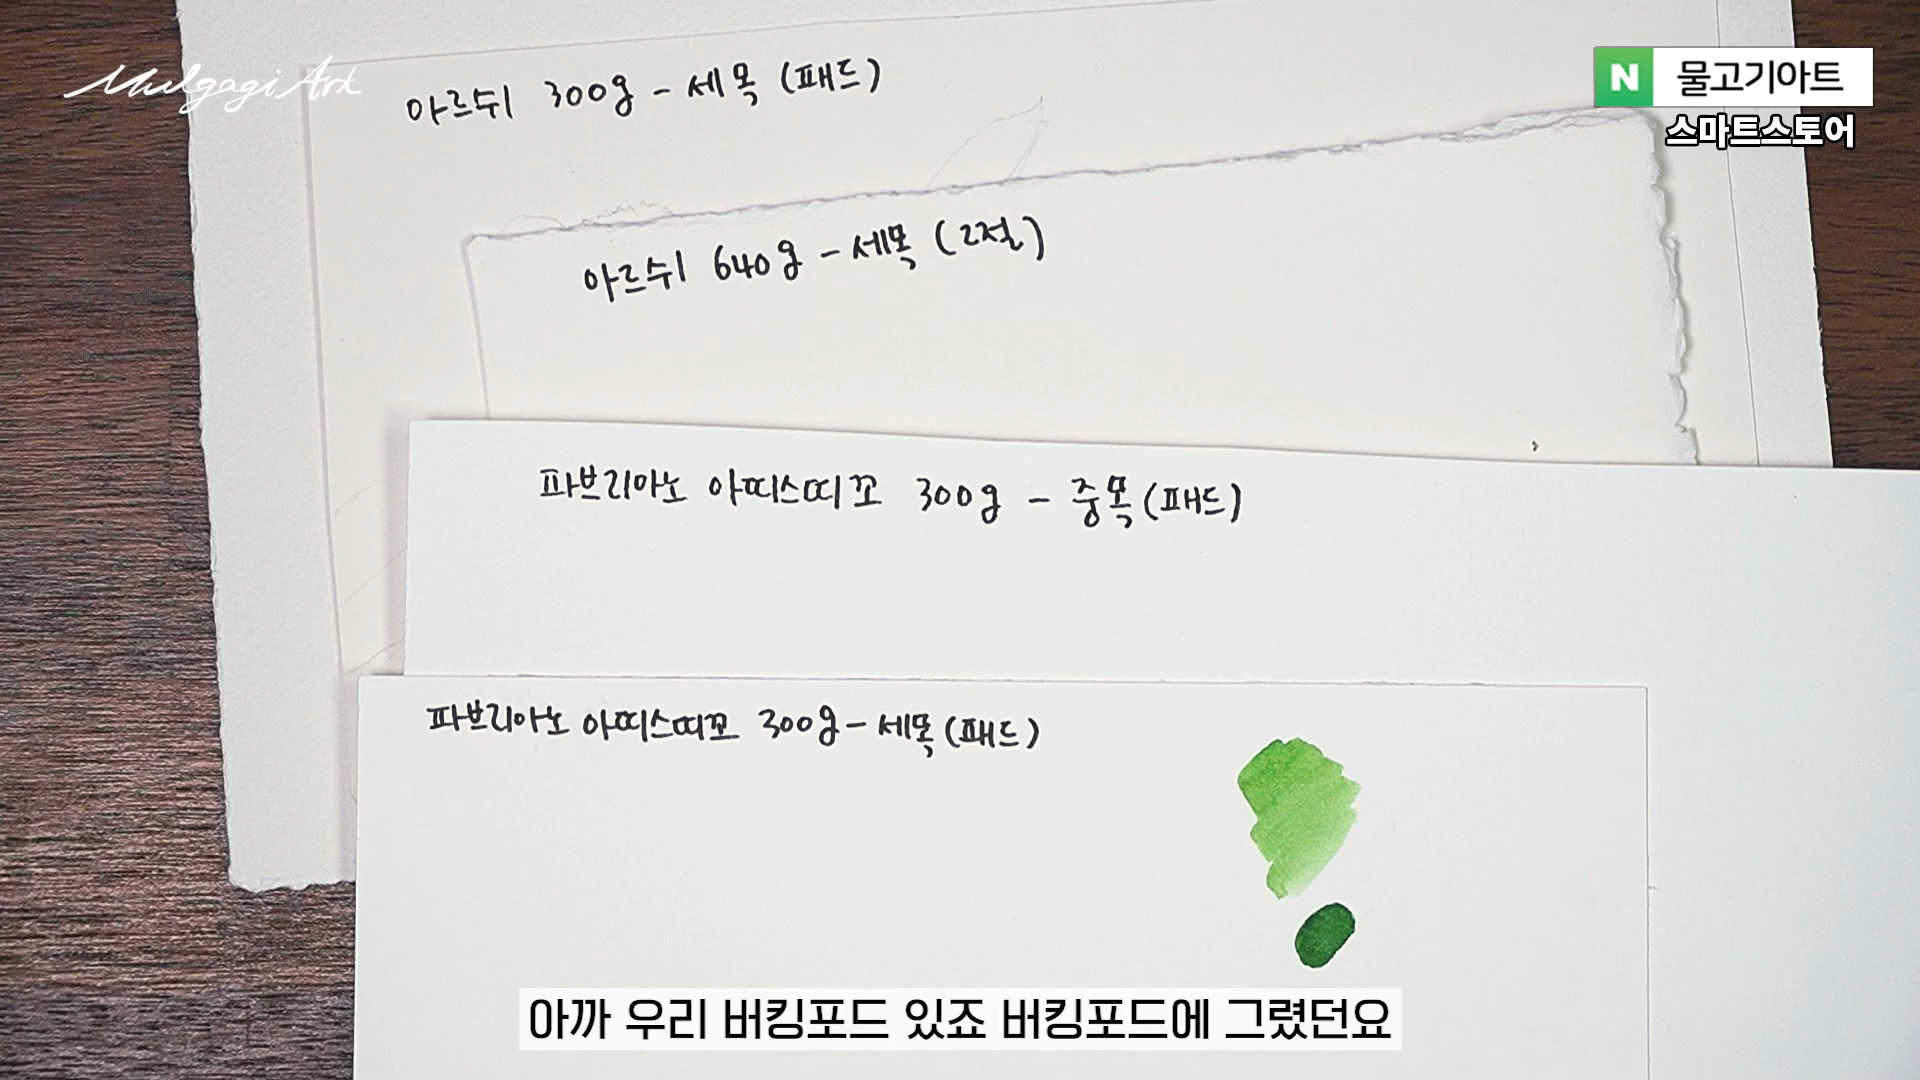 Mulgogi Art
N 물고기아트
스마트스토어
아르쉬 300g - 세목 (패드)
아르쉬 640g - 세목 (2절)
파브리아노 아띠스띠꼬 300g - 중목 (패드)
파브리아노 아띠스띠꼬 300g - 세목 (패드)
아까 우리 버킹포드 있죠 버킹포드에 그렸던요